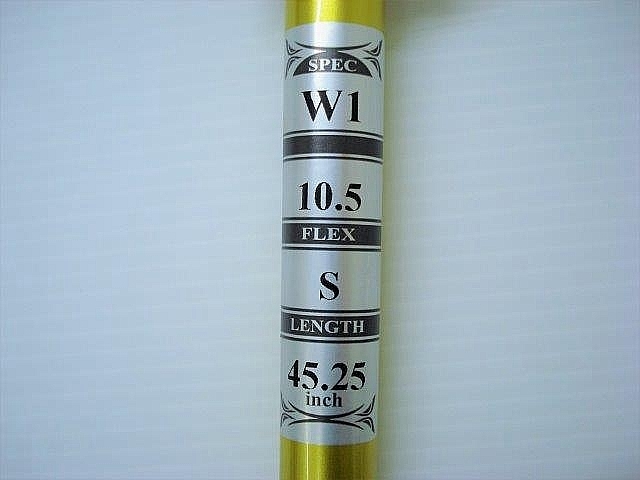 SPEC
W1
10.5
FLEX
S
LENGTH
45.25
inch